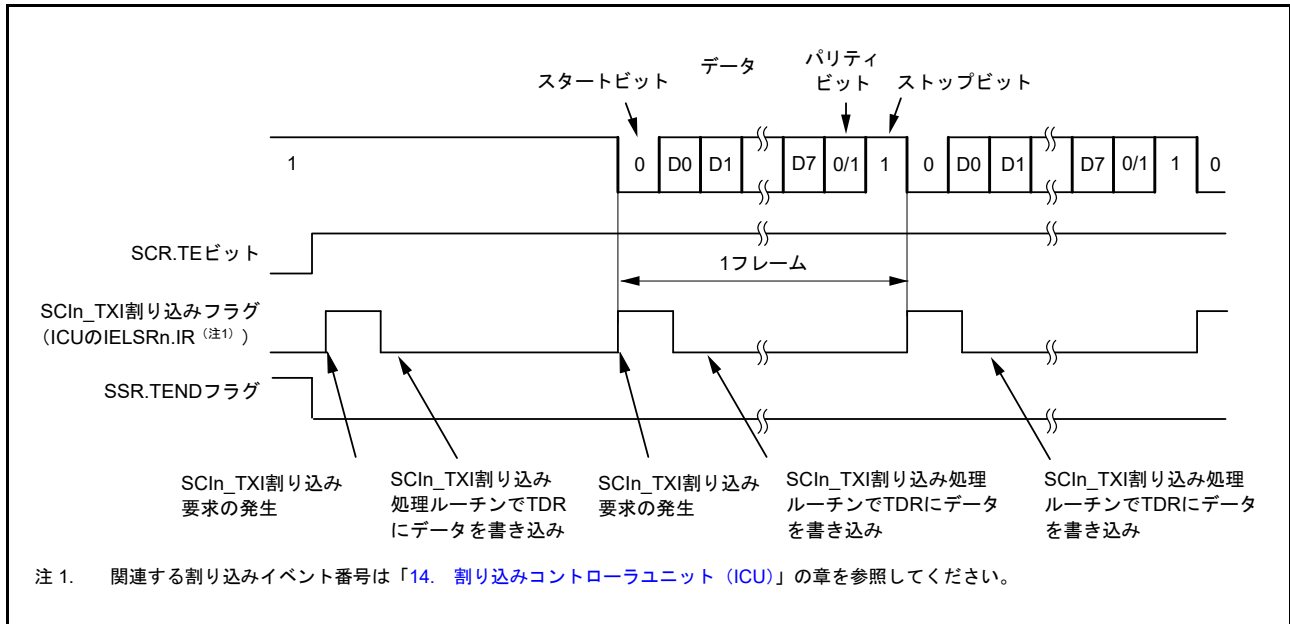 スタートビット
データ
パリティ
ビット
ストップビット
1
0 D0 D1 D7 0/1 1 0 D0 D1 D7 0/1 1 0
SCR.TEビット
1フレーム
SCIn_TXI割り込みフラグ
（ICUのIELSRn.IR（注1））
SSR.TENDフラグ
SCIn_TXI割り込み
要求の発生
SCIn_TXI割り込み
処理ルーチンでTDR
にデータを書き込み
SCIn_TXI割り込み
要求の発生
SCIn_TXI割り込み処理
ルーチンでTDRにデータ
を書き込み
SCIn_TXI割り込み処理
ルーチンでTDRにデータ
を書き込み
注 1. 関連する割り込みイベント番号は「14. 割り込みコントローラユニット（ICU）」の章を参照してください。